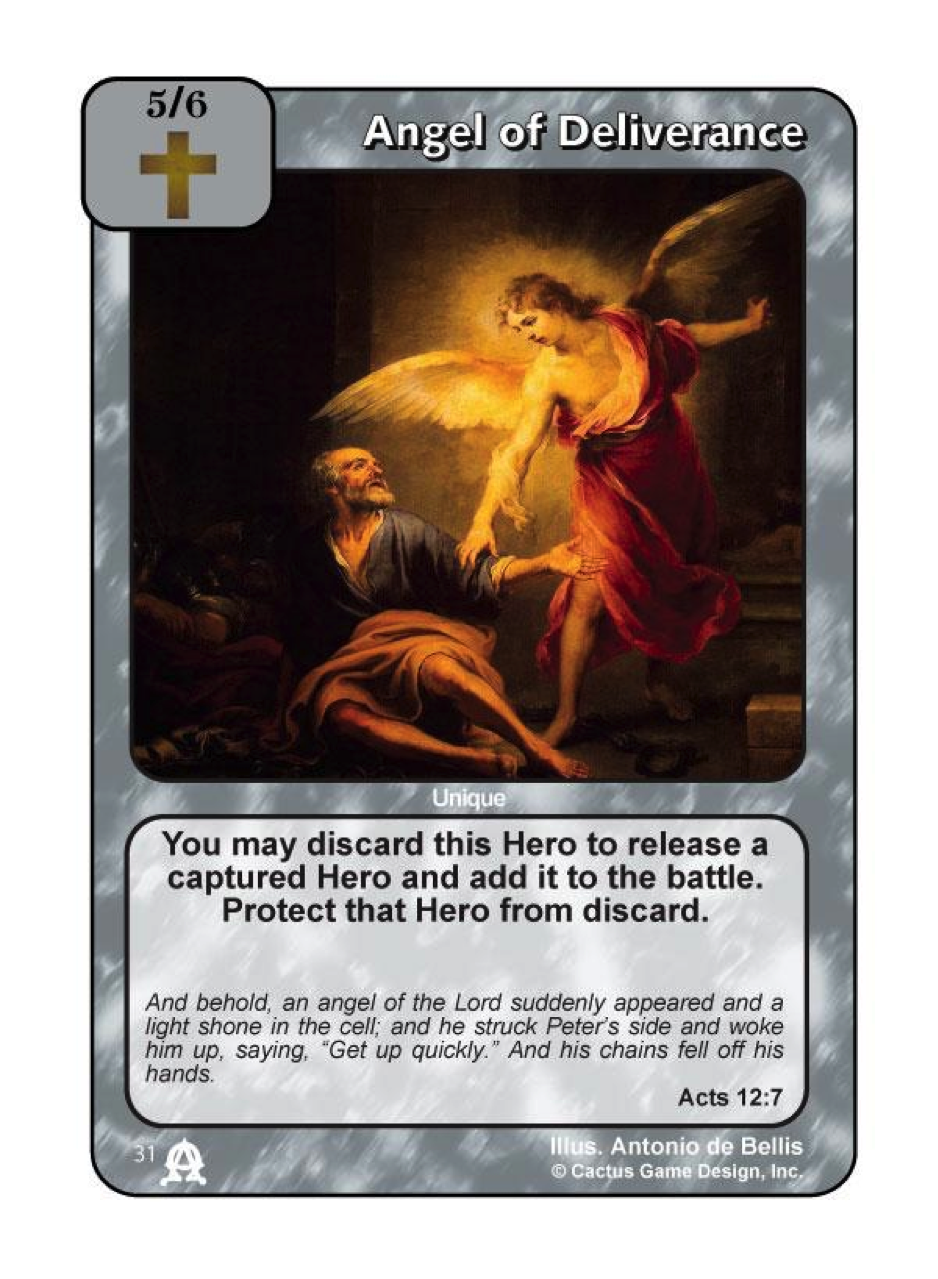 5/6
Angel of Deliverance
Unique
You may discard this Hero to release a
captured Hero and add it to the battle.
Protect that Hero from discard.
And behold, an angel of the Lord suddenly appeared and a
light shone in the cell; and he struck Peter's side and woke
him up, saying, “Get up quickly.” And his chains fell off his
hands.
Acts 12:7
31
Illus. Antonio de Bellis
© Cactus Game Design, Inc.